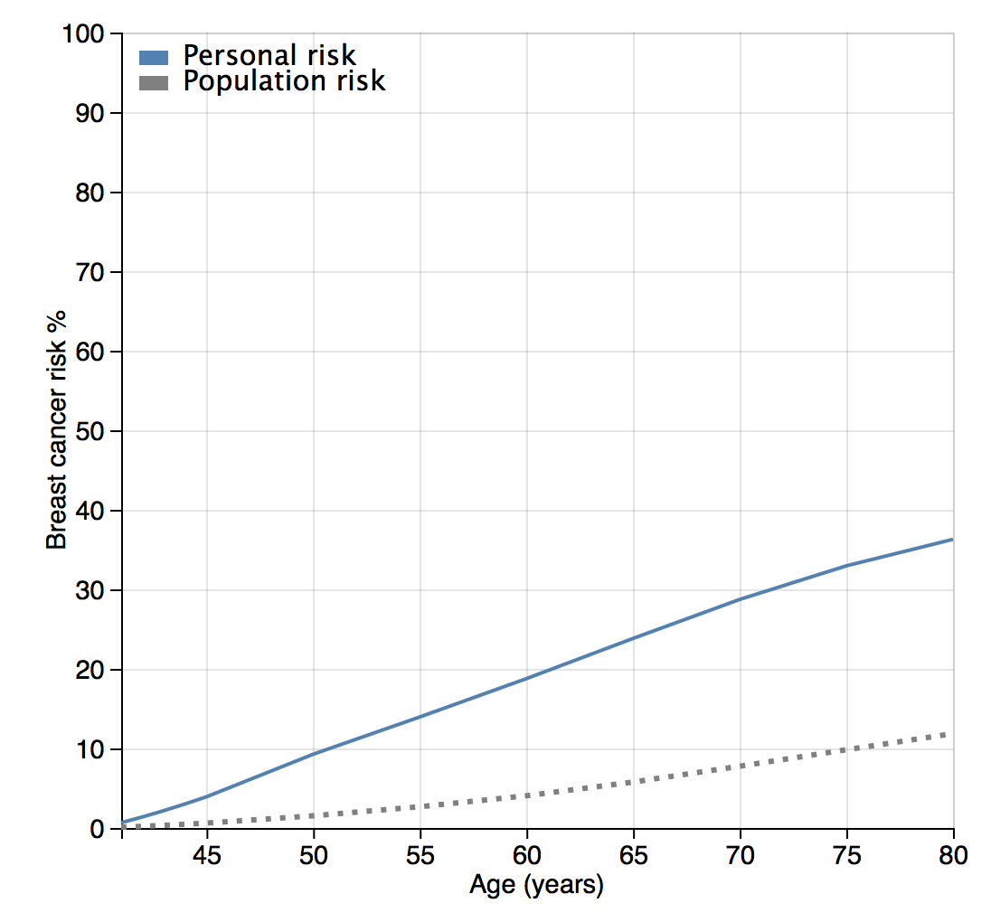 100
Personal risk
Population risk
90
80
70
60
50
40
30
20
10
0
Breast cancer risk %
45 50 55 60 65 70 75 80
Age (years)